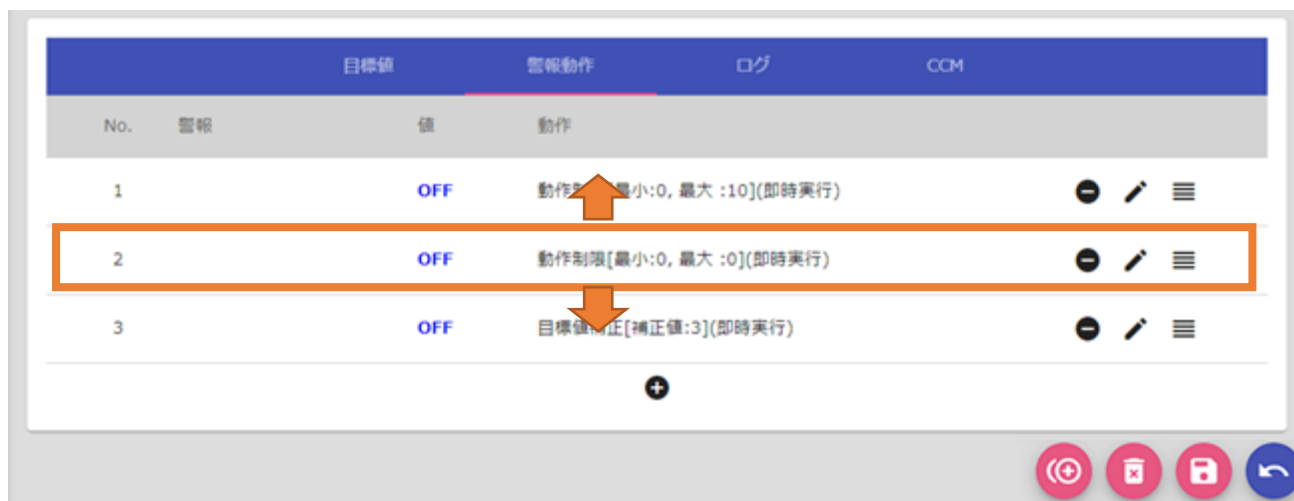 目標値 警報動作 ログ CCM
No. 警報 値 動作
1 OFF 動作 最小:0, 最大 :10](即時実行)
2 OFF 動作制限[最小:0, 最大 :0](即時実行)
3 OFF 目標値補正[補正値:3](即時実行)